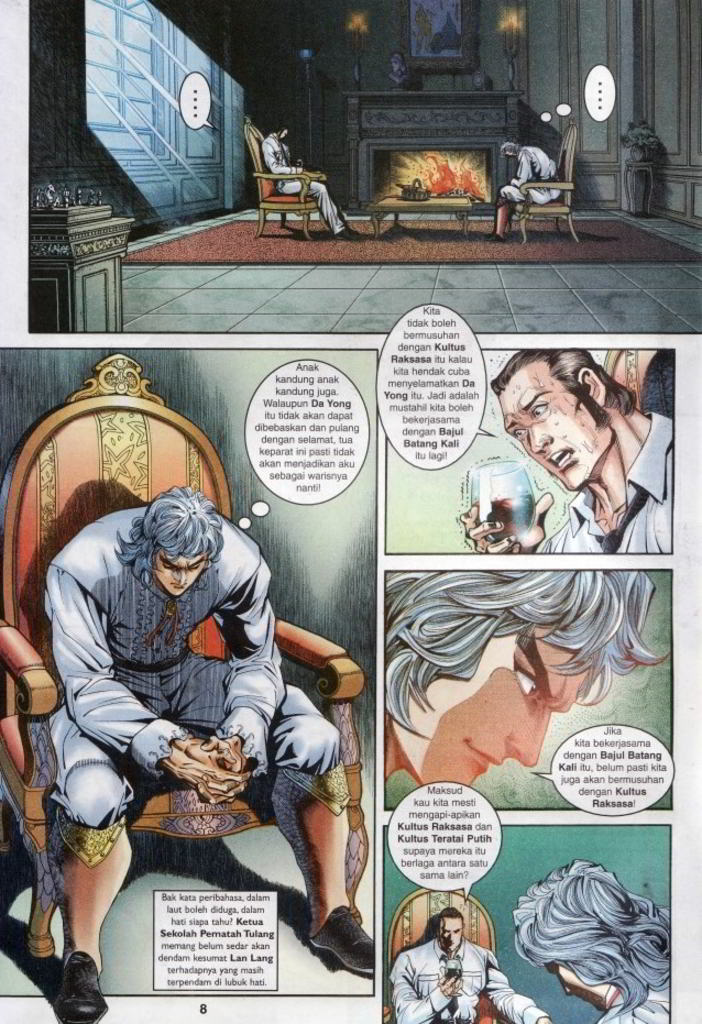 ....
....
Anak
kandung anak
kandung juga.
Walaupun Da Yong
itu tidak akan dapat
dibebaskan dan pulang
dengan selamat, tua
keparat ini pasti tidak
akan menjadikan aku
sebagai warisnya
nanti!
Kita
tidak boleh
bermusuhan
dengan Kultus
Raksasa itu kalau
kita hendak cuba
menyelamatkan Da
Yong itu. Jadi adalah
mustahil kita boleh
bekerjasama
dengan Bajul
Batang Kali
itu lagi!
Jika
kita bekerjasama
dengan Bajul Batang
Kali, belum pasti kita
juga akan bermusuhan
dengan Kultus
Raksasa!
Maksud
kau kita mesti
mengapi-apikan
Kultus Raksasa dan
Kultus Teratai Putih
supaya mereka itu
berlaga antara satu
sama lain?
Bak kata peribahasa, dalam
laut boleh diduga, dalam
hati siapa tahu? Ketua
Sekolah Pematah Tulang
memang belum sedar akan
dendam kesumat Lan Lang
terhadapnya yang masih
terpendam di lubuk hati.
8